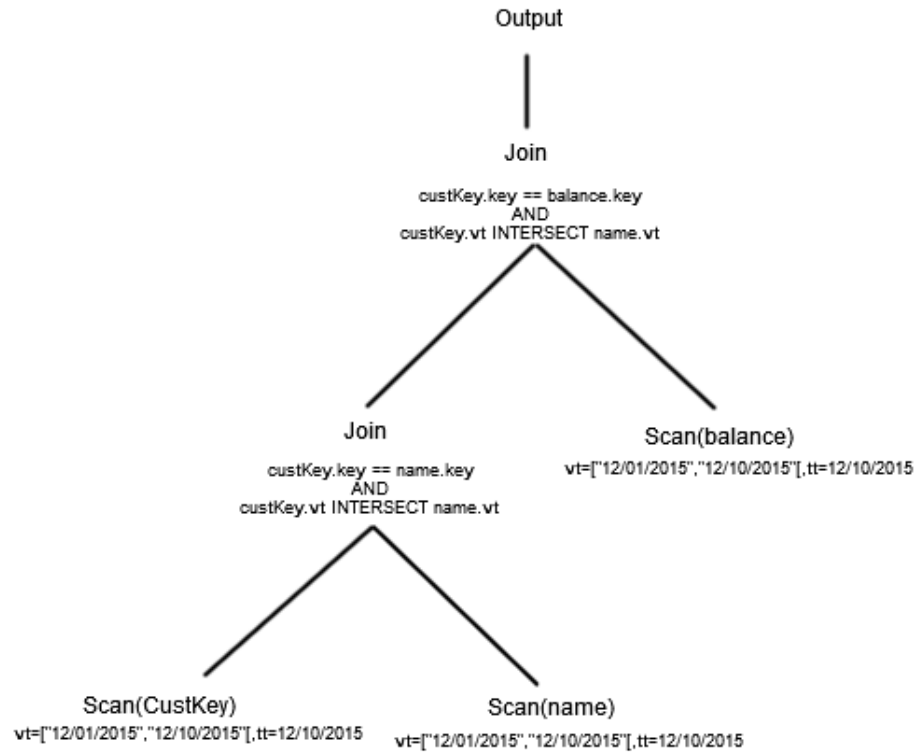 Output
Join
custKey.key == balance.key
AND
custKey.vt INTERSECT name.vt
Join
custKey.key == name.key
AND
custKey.vt INTERSECT name.vt
Scan(balance)
vt=["12/01/2015","12/10/2015"[,tt=12/10/2015
Scan(CustKey)
vt=["12/01/2015","12/10/2015"[,tt=12/10/2015
Scan(name)
vt=["12/01/2015","12/10/2015"[,tt=12/10/2015